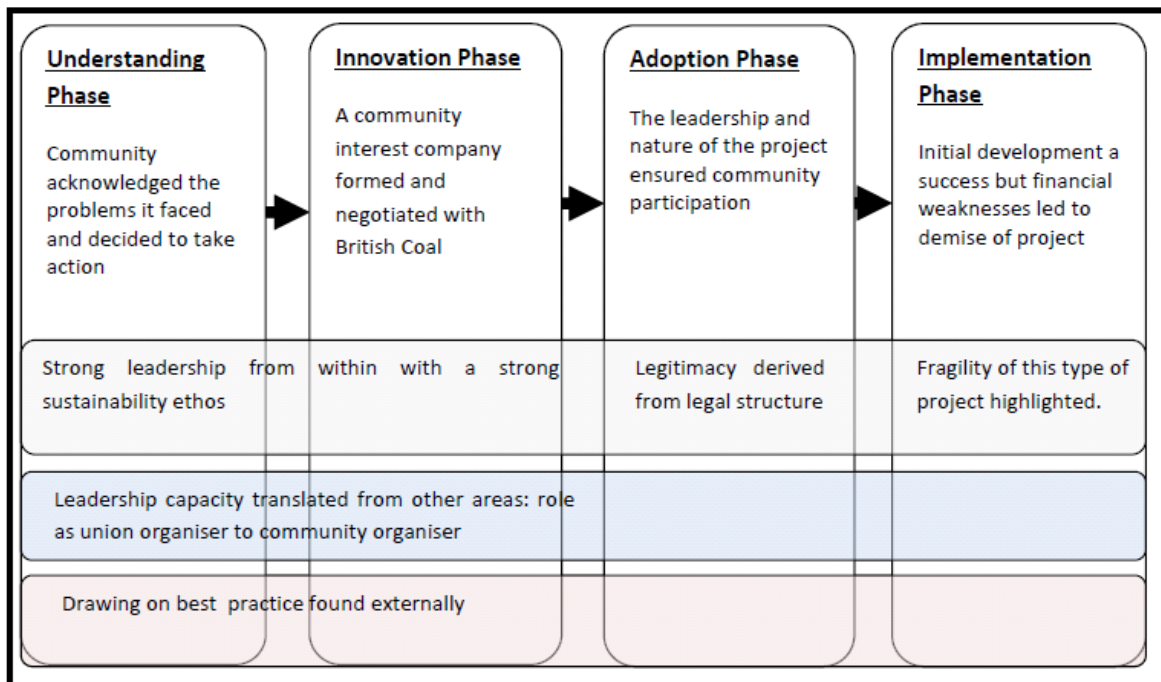 Understanding
Phase
Community
acknowledged the
problems it faced
and decided to take
action
Innovation Phase
A community
interest company
formed and
negotiated with
British Coal
Adoption Phase
The leadership and
nature of the project
ensured community
participation
Implementation
Phase
Initial development a
success but financial
weaknesses led to
demise of project
Strong leadership from within with a strong
sustainability ethos
Legitimacy derived
from legal structure
Fragility of this type of
project highlighted.
Leadership capacity translated from other areas: role
as union organiser to community organiser
Drawing on best practice found externally